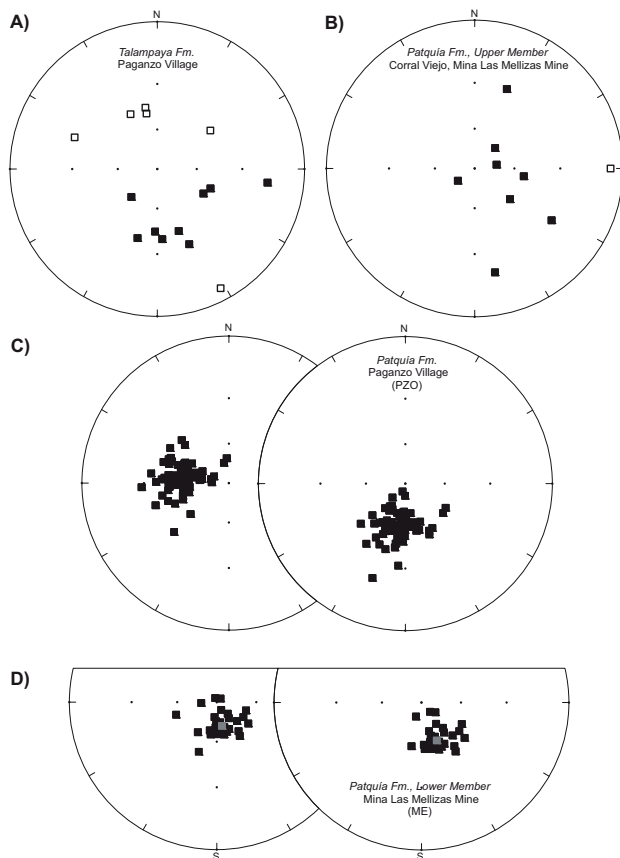 A)
N
Talampaya Fm.
Paganzo Village
B)
N
Patquía Fm., Upper Member
Corral Viejo, Mina Las Mellizas Mine
C)
N
N
Patquía Fm.
Paganzo Village
(PZO)
D)
Patquía Fm., Lower Member
Mina Las Mellizas Mine
(ME)
S
S